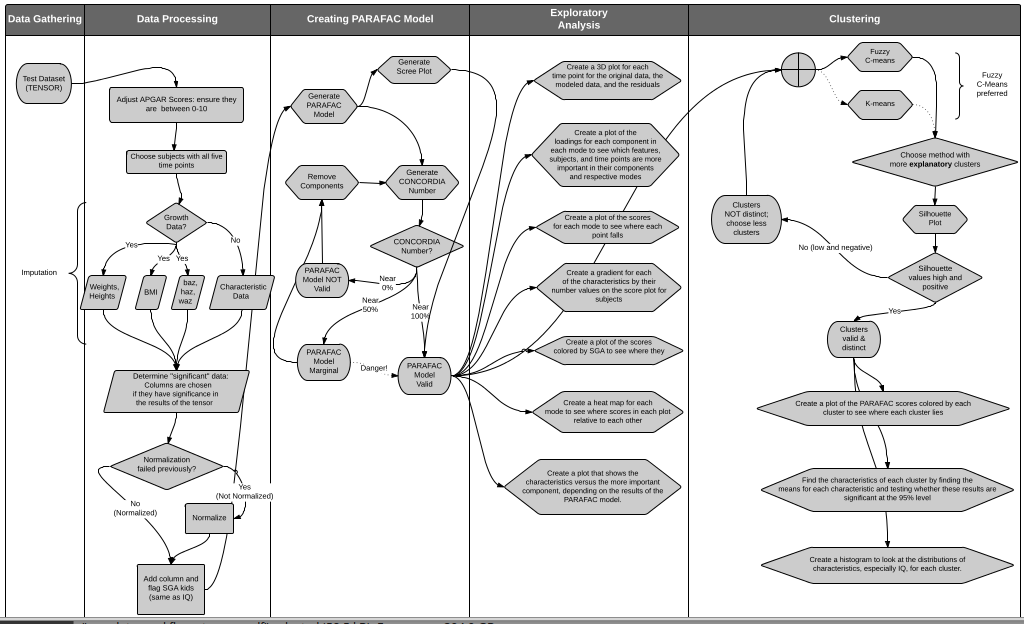 Data Gathering
Data Processing
Creating PARAFAC Model
Exploratory
Analysis
Clustering
Test Dataset
(TENSOR)
Imputation
Adjust APGAR Scores: ensure they
are between 0-10
Choose subjects with all five
time points
Growth
Data?
Yes
Yes
Yes
No
Weights,
Heights
BMI
baz,
haz,
waz
Characteristic
Data
Determine "significant" data:
Columns are chosen
if they have significance in
the results of the tensor
Normalization
failed previously?
No
(Normalized)
Yes
(Not Normalized)
Normalize
Add column and
flag SGA kids
(same as IQ)
Generate
Scree Plot
Generate
PARAFAC
Model
Remove
Components
Generate
CONCORDIA
Number
CONCORDIA
Number?
PARAFAC
Model NOT
Valid
Near
0%
Near
50%
Near
100%
PARAFAC
Model
Marginal
Danger!
PARAFAC
Model
Valid
Create a 3D plot for each
time point for the original data, the
modeled data, and the residuals
Create a plot of the
loadings for each component in
each mode to see which features,
subjects, and time points are more
important in their components
and respective modes
Create a plot of the scores
for each mode to see where each
point falls
Create a gradient for each
of the characteristics by their
number values on the score plot for
subjects
Create a plot of the scores
colored by SGA to see where they
Create a heat map for each
mode to see where scores in each plot
relative to each other
Create a plot that shows the
characteristics versus the more important
component, depending on the results of the
PARAFAC model.
Fuzzy
C-means
K-means
Fuzzy
C-Means
preferred
Choose method with
more explanatory clusters
Clusters
NOT distinct;
choose less
clusters
Silhouette
Plot
No (low and negative)
Silhouette
values high and
positive
Yes
Clusters
valid &
distinct
Create a plot of the PARAFAC scores colored by each
cluster to see where each cluster lies
Find the characteristics of each cluster by finding the
means for each characteristic and testing whether these results are
significant at the 95% level
Create a histogram to look at the distributions of
characteristics, especially IQ, for each cluster.